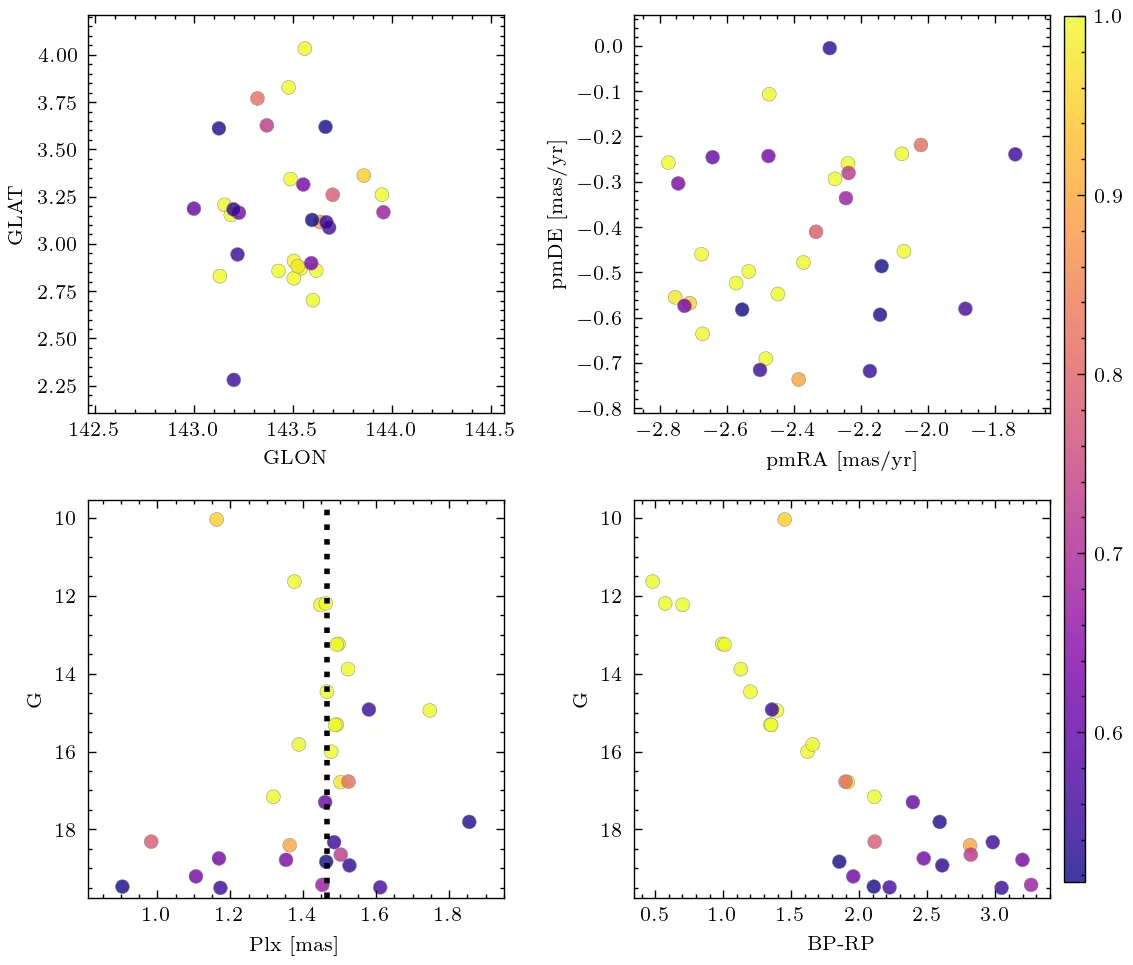 4.00
3.75
3.50
3.25
3.00
2.75
2.50
2.25
GLAT
142.5 143.0 143.5 144.0 144.5
GLON
0.0
−0.1
−0.2
−0.3
−0.4
−0.5
−0.6
−0.7
−0.8
pmDE [mas/yr]
−2.8 −2.6 −2.4 −2.2 −2.0 −1.8
pmRA [mas/yr]
1.0
0.9
0.8
0.7
0.6
10
12
14
16
18
G
1.0 1.2 1.4 1.6 1.8
Plx [mas]
10
12
14
16
18
G
0.5 1.0 1.5 2.0 2.5 3.0
BP-RP